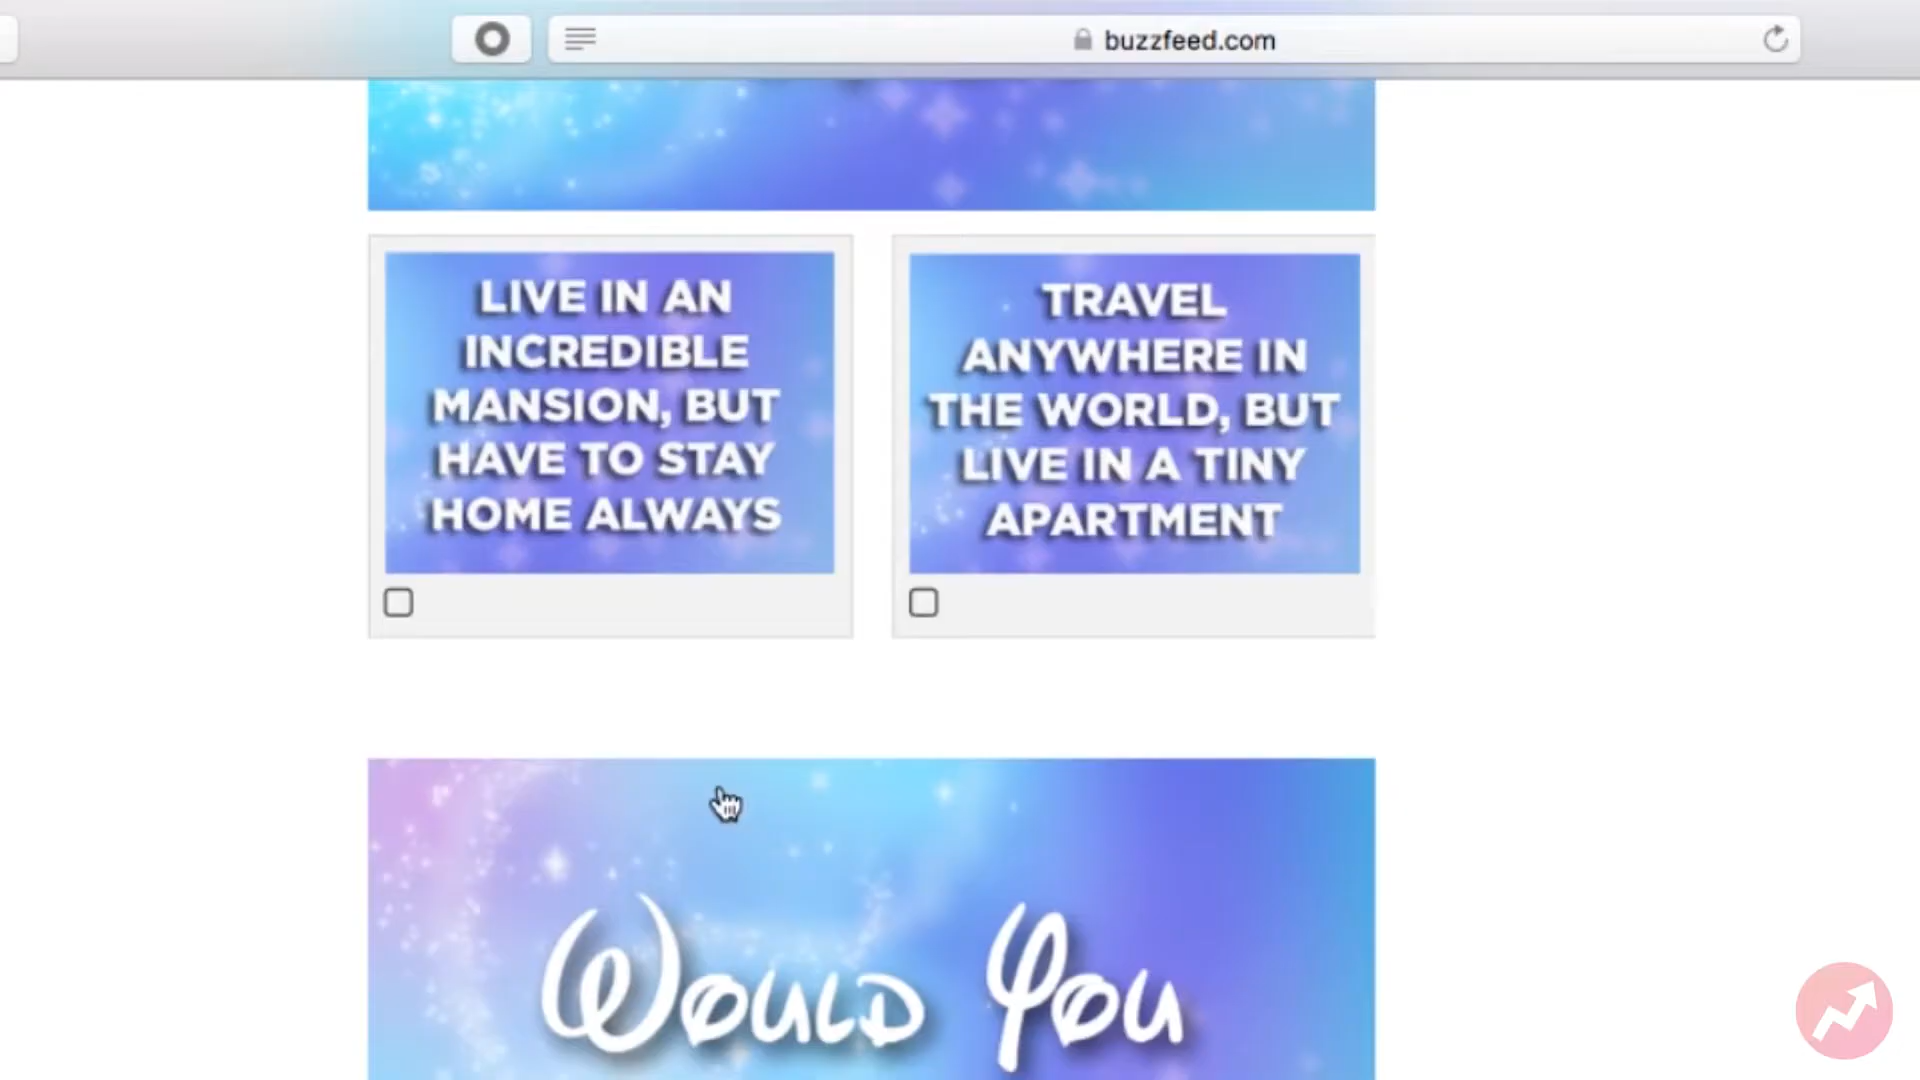 buzzfeed.com
LIVE IN AN
INCREDIBLE
MANSION, BUT
HAVE TO STAY
HOME ALWAYS
TRAVEL
ANYWHERE IN
THE WORLD, BUT
LIVE IN A TINY
APARTMENT
WOULD YOU